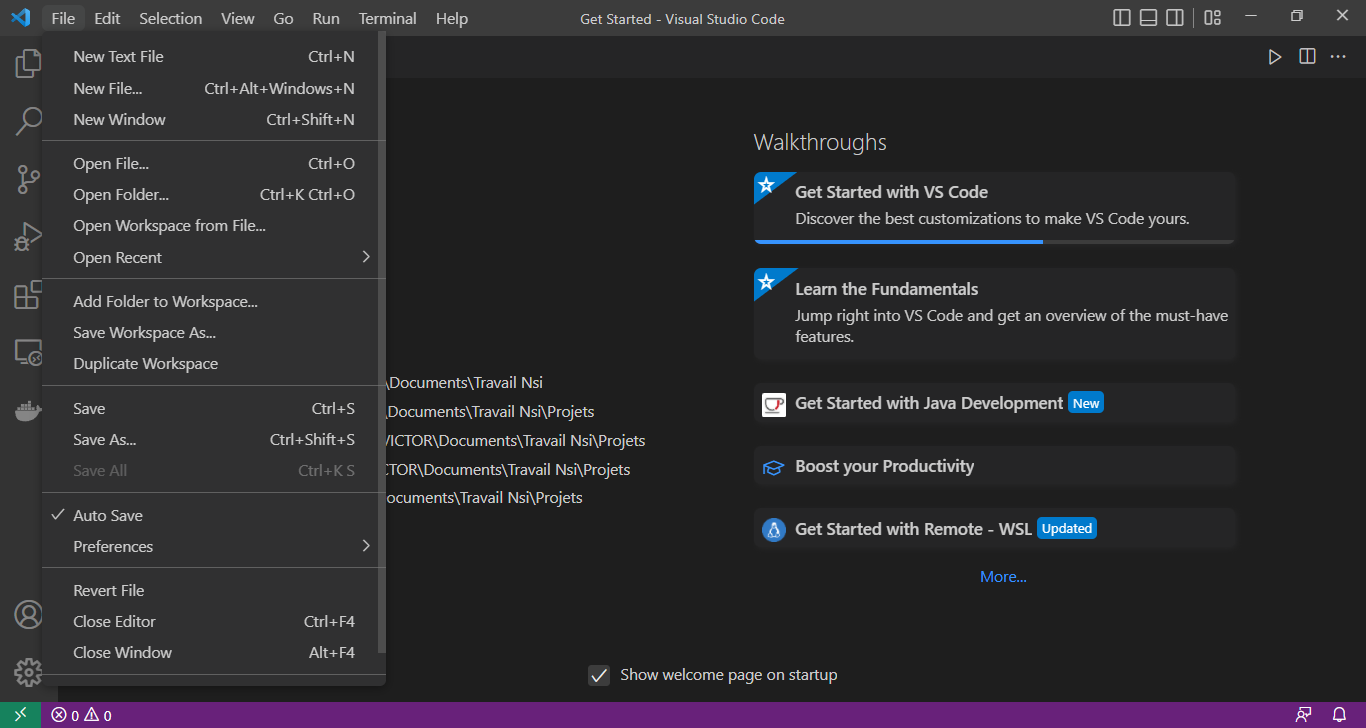 File Edit Selection View Go Run Terminal Help
Get Started - Visual Studio Code
New Text File Ctrl+N
New File... Ctrl+Alt+Windows+N
New Window Ctrl+Shift+N
Open File... Ctrl+O
Open Folder... Ctrl+K Ctrl+O
Open Workspace from File...
Open Recent
Add Folder to Workspace...
Save Workspace As...
Duplicate Workspace
Save Ctrl+S
Save As... Ctrl+Shift+S
Save All Ctrl+K S
Auto Save
Preferences
Revert File
Close Editor Ctrl+F4
Close Window Alt+F4
\Documents\Travail Nsi
\Documents\Travail Nsi\Projets
VICTOR\Documents\Travail Nsi\Projets
CTOR\Documents\Travail Nsi\Projets
ocuments\Travail Nsi\Projets
Walkthroughs
Get Started with VS Code
Discover the best customizations to make VS Code yours.
Learn the Fundamentals
Jump right into VS Code and get an overview of the must-have
features.
Get Started with Java Development New
Boost your Productivity
Get Started with Remote - WSL Updated
More...
Show welcome page on startup
0 0